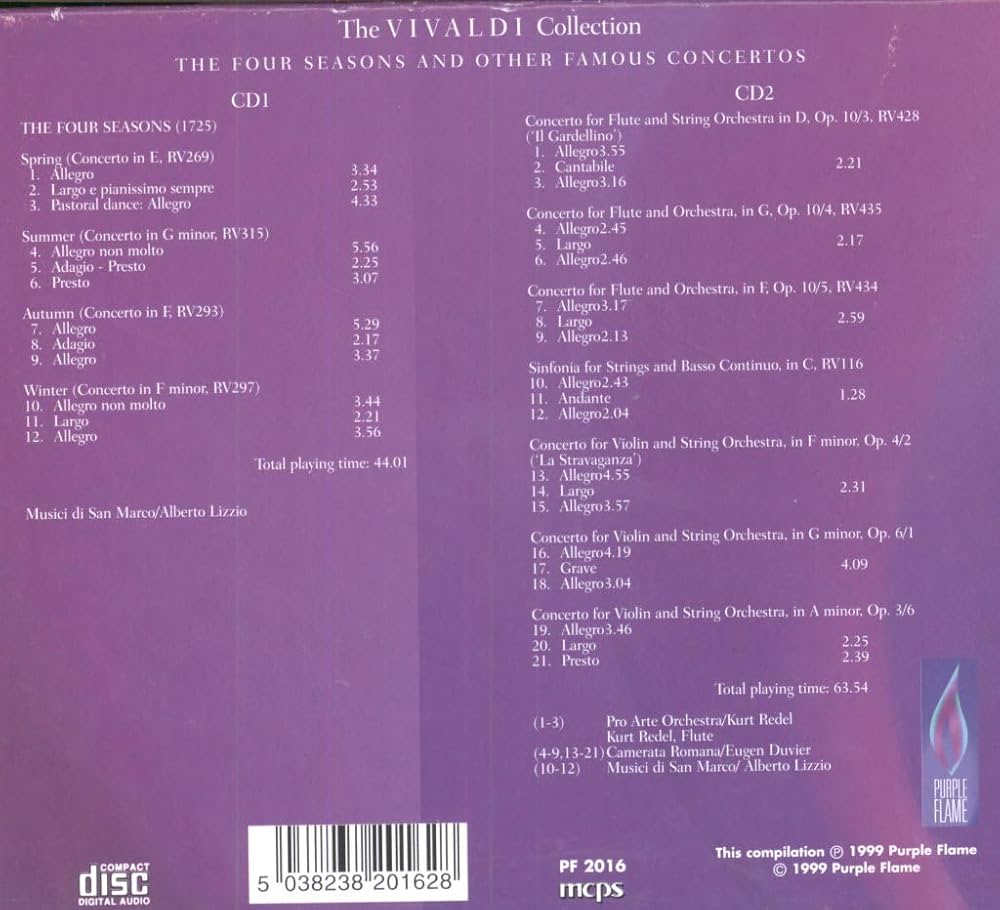 The VIVALDI Collection
THE FOUR SEASONS AND OTHER FAMOUS CONCERTOS
CD1
THE FOUR SEASONS (1725)
Spring (Concerto in E, RV269)
1. Allegro 3.34
2. Largo e pianissimo sempre 2.53
3. Pastoral dance: Allegro 4.33
Summer (Concerto in G minor, RV315)
4. Allegro non molto 5.56
5. Adagio - Presto 2.25
6. Presto 3.07
Autumn (Concerto in F, RV293)
7. Allegro 5.29
8. Adagio 2.17
9. Allegro 3.37
Winter (Concerto in F minor, RV297)
10. Allegro non molto 3.44
11. Largo 2.21
12. Allegro 3.56
Total playing time: 44.01
Musici di San Marco/Alberto Lizzio
CD2
Concerto for Flute and String Orchestra in D, Op. 10/3, RV428
('Il Gardellino')
1. Allegro3.55
2. Cantabile 2.21
3. Allegro3.16
Concerto for Flute and Orchestra, in G, Op. 10/4, RV435
4. Allegro2.45
5. Largo 2.17
6. Allegro2.46
Concerto for Flute and Orchestra, in F, Op. 10/5, RV434
7. Allegro3.17
8. Largo 2.59
9. Allegro2.13
Sinfonia for Strings and Basso Continuo, in C, RV116
10. Allegro2.43
11. Andante 1.28
12. Allegro2.04
Concerto for Violin and String Orchestra, in F minor, Op. 4/2
('La Stravaganza')
13. Allegro4.55
14. Largo 2.31
15. Allegro3.57
Concerto for Violin and String Orchestra, in G minor, Op. 6/1
16. Allegro4.19
17. Grave 4.09
18. Allegro3.04
Concerto for Violin and String Orchestra, in A minor, Op. 3/6
19. Allegro3.46
20. Largo 2.25
21. Presto 2.39
Total playing time: 63.54
(1-3) Pro Arte Orchestra/Kurt Redel
Kurt Redel, Flute
(4-9,13-21) Camerata Romana/Eugen Duvier
(10-12) Musici di San Marco/ Alberto Lizzio
PURPLE
FLAME
COMPACT
disc
DIGITAL AUDIO
5 038238 201628
PF 2016
mcps
This compilation ℗ 1999 Purple Flame
© 1999 Purple Flame